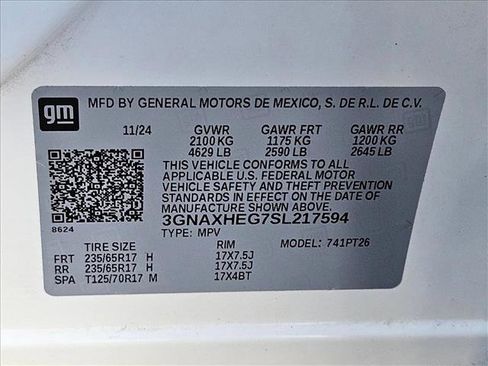 gm
MFD BY GENERAL MOTORS DE MEXICO, S. DE R.L. DE C.V.
11/24 GVWR GAWR FRT GAWR RR
2100 KG 1175 KG 1200 KG
4629 LB 2590 LB 2645 LB
THIS VEHICLE CONFORMS TO ALL
APPLICABLE U.S. FEDERAL MOTOR
VEHICLE SAFETY AND THEFT PREVENTION
STANDARDS IN EFFECT ON THE DATE OF
MANUFACTURE SHOWN ABOVE.
3GNAXHEG7SL217594
8624
TYPE: MPV
TIRE SIZE RIM MODEL: 741PT26
FRT 235/65R17 H 17X7.5J
RR 235/65R17 H 17X7.5J
SPA T125/70R17 M 17X4BT